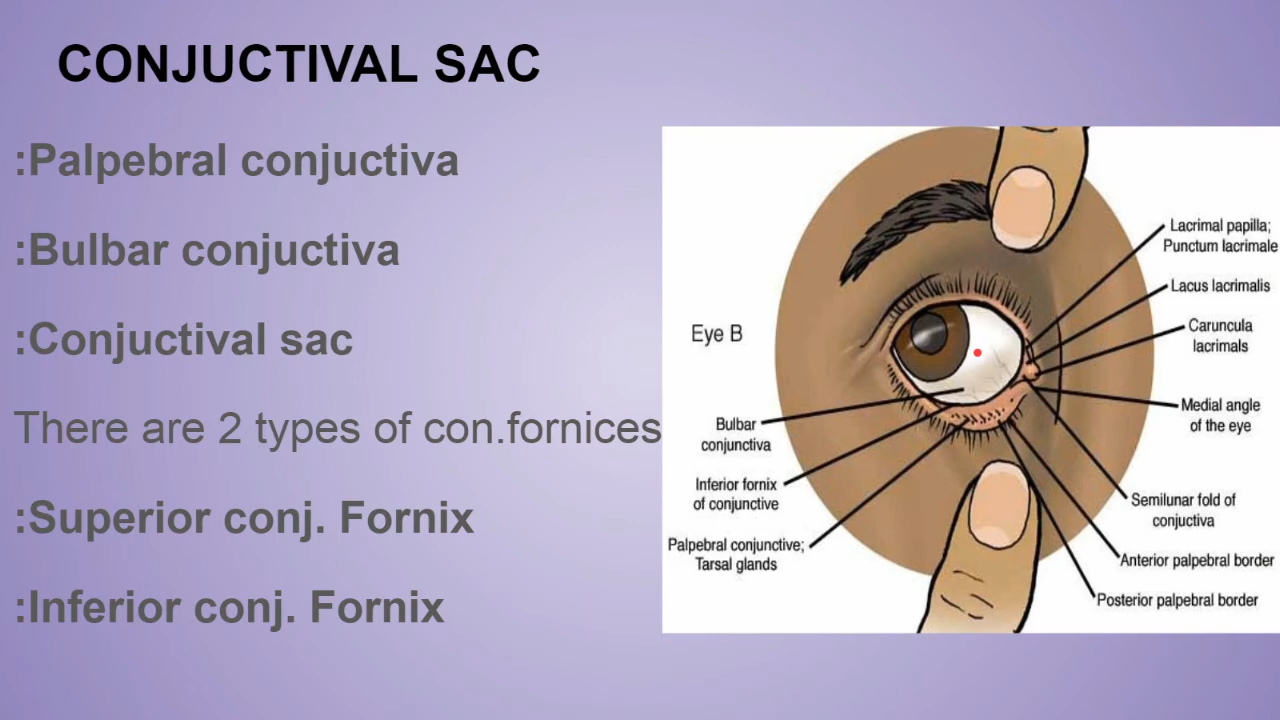 CONJUCTIVAL SAC
:Palpebral conjuctiva
:Bulbar conjuctiva
:Conjuctival sac
There are 2 types of con.fornices
:Superior conj. Fornix
:Inferior conj. Fornix
Eye B
Bulbar
conjunctiva
Inferior fornix
of conjunctive
Palpebral conjunctive;
Tarsal glands
Lacrimal papilla;
Punctum lacrimale
Lacus lacrimalis
Caruncula
lacrimals
Medial angle
of the eye
Semilunar fold of
conjuctiva
Anterior palpebral border
Posterior palpebral border